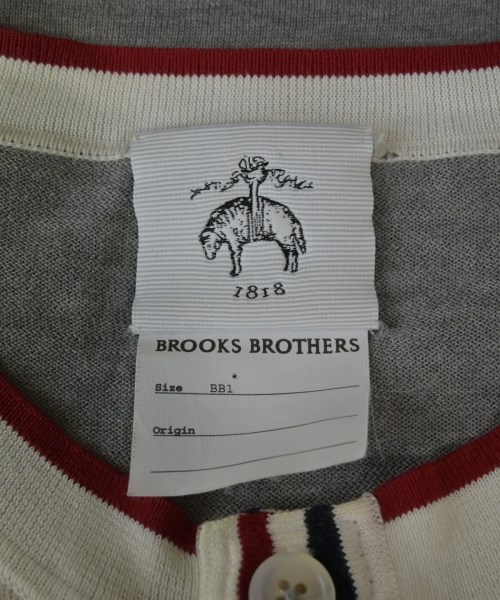 1818
BROOKS BROTHERS
Size BB1
Origin